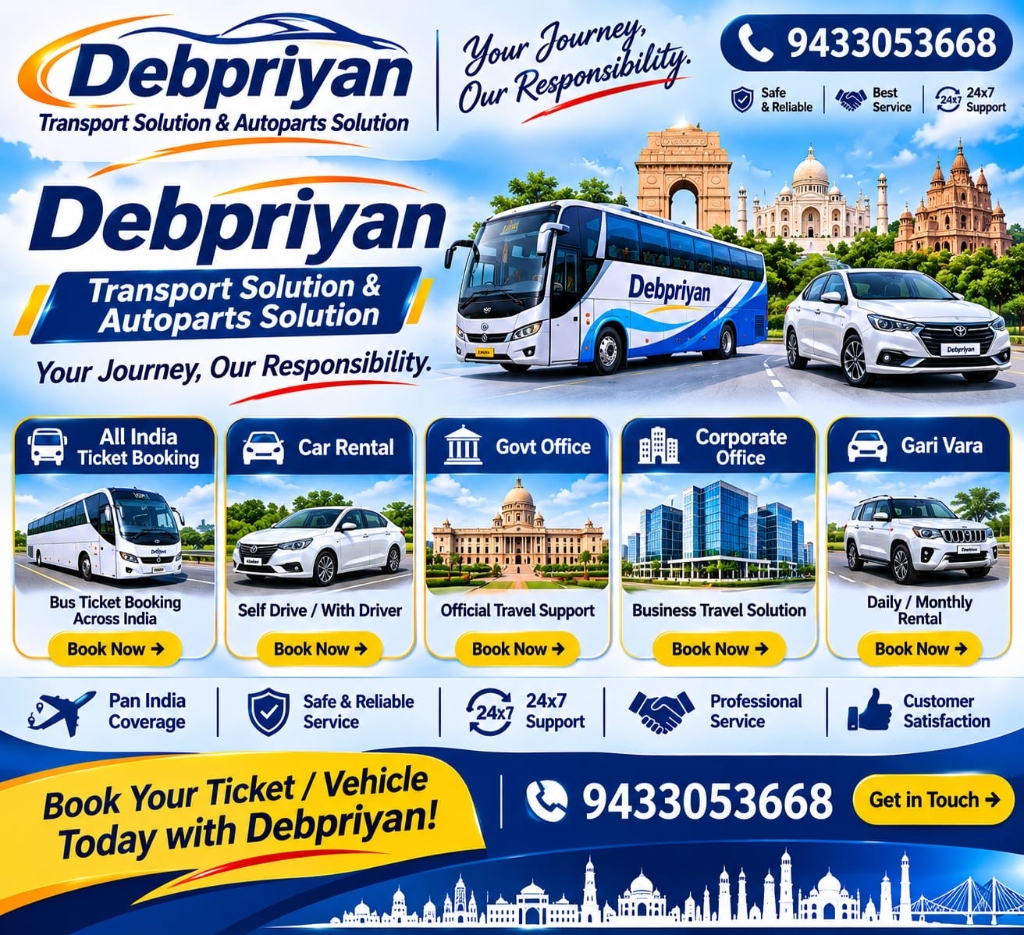 Debpriyan
Transport Solution & Autoparts Solution
Your Journey,
Our Responsibility.
9433053668
Safe
& Reliable
Best
Service
24x7
24x7
Support
Debpriyan
Transport Solution &
Autoparts Solution
Your Journey, Our Responsibility.
Debpriyan
Debpriyan
All India
Ticket Booking
Bus Ticket Booking
Across India
Book Now →
Car Rental
Self Drive / With Driver
Book Now →
Govt Office
Official Travel Support
Book Now →
Corporate
Office
Business Travel Solution
Book Now →
Gari Vara
Daily / Monthly
Rental
Book Now →
Pan India
Coverage
Safe & Reliable
Service
24x7
24x7
Support
Professional
Service
Customer
Satisfaction
Book Your Ticket / Vehicle
Today with Debpriyan!
9433053668
Get in Touch →